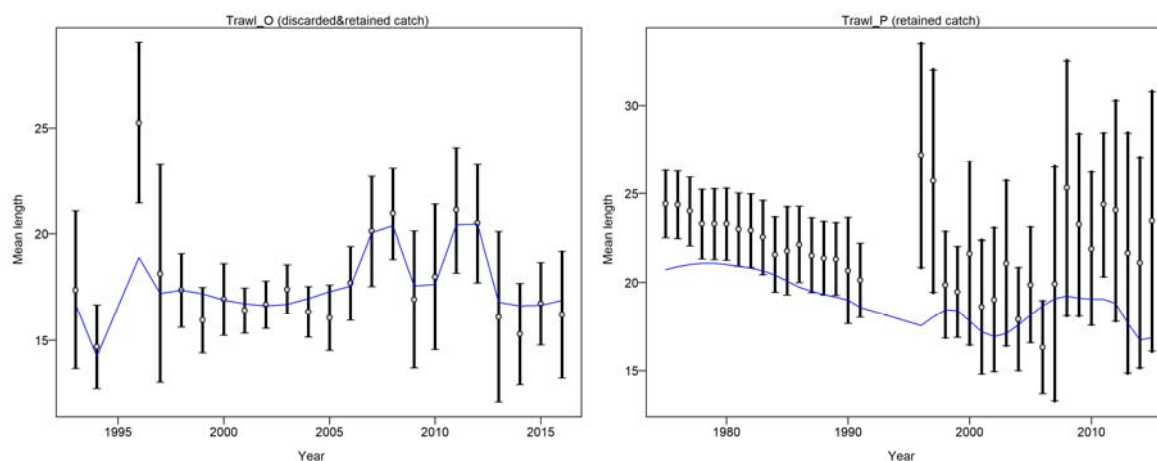 Trawl_O (discarded&retained catch)
25
20
15
Mean length
1995
2000
2005
2010
2015
Year
Trawl_P (retained catch)
30
25
20
15
Mean length
1980
1990
2000
2010
Year